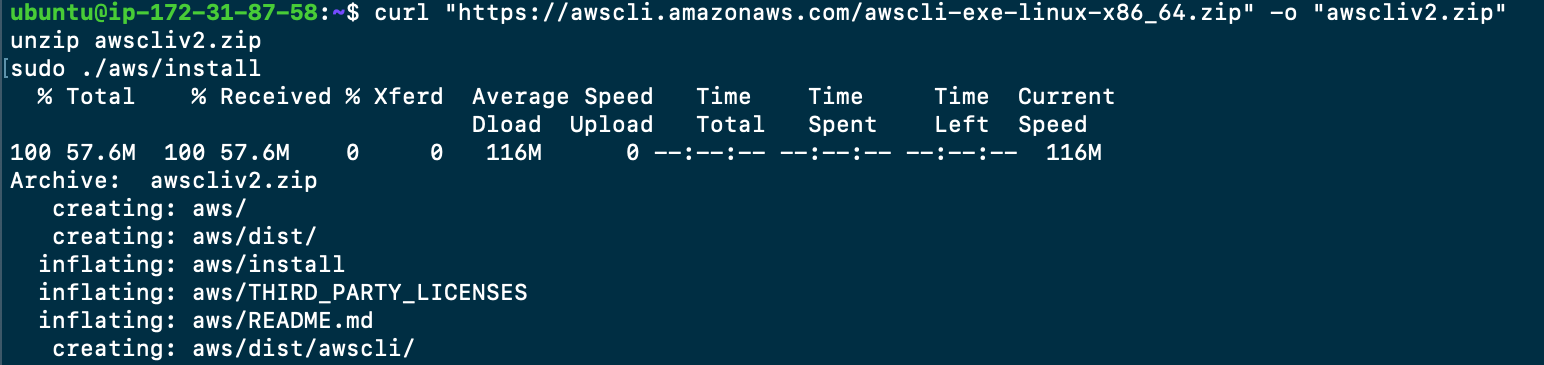 ubuntu@ip-172-31-87-58:~$ curl "https://awscli.amazonaws.com/awscli-exe-linux-x86_64.zip" -o "awscliv2.zip"
unzip awscliv2.zip
[sudo ./aws/install
  % Total    % Received % Xferd  Average Speed   Time    Time     Time  Current
                                 Dload  Upload   Total   Spent    Left  Speed
100 57.6M  100 57.6M    0     0   116M      0 --:--:-- --:--:-- --:--:--  116M
Archive:  awscliv2.zip
   creating: aws/
   creating: aws/dist/
  inflating: aws/install
  inflating: aws/THIRD_PARTY_LICENSES
  inflating: aws/README.md
   creating: aws/dist/awscli/